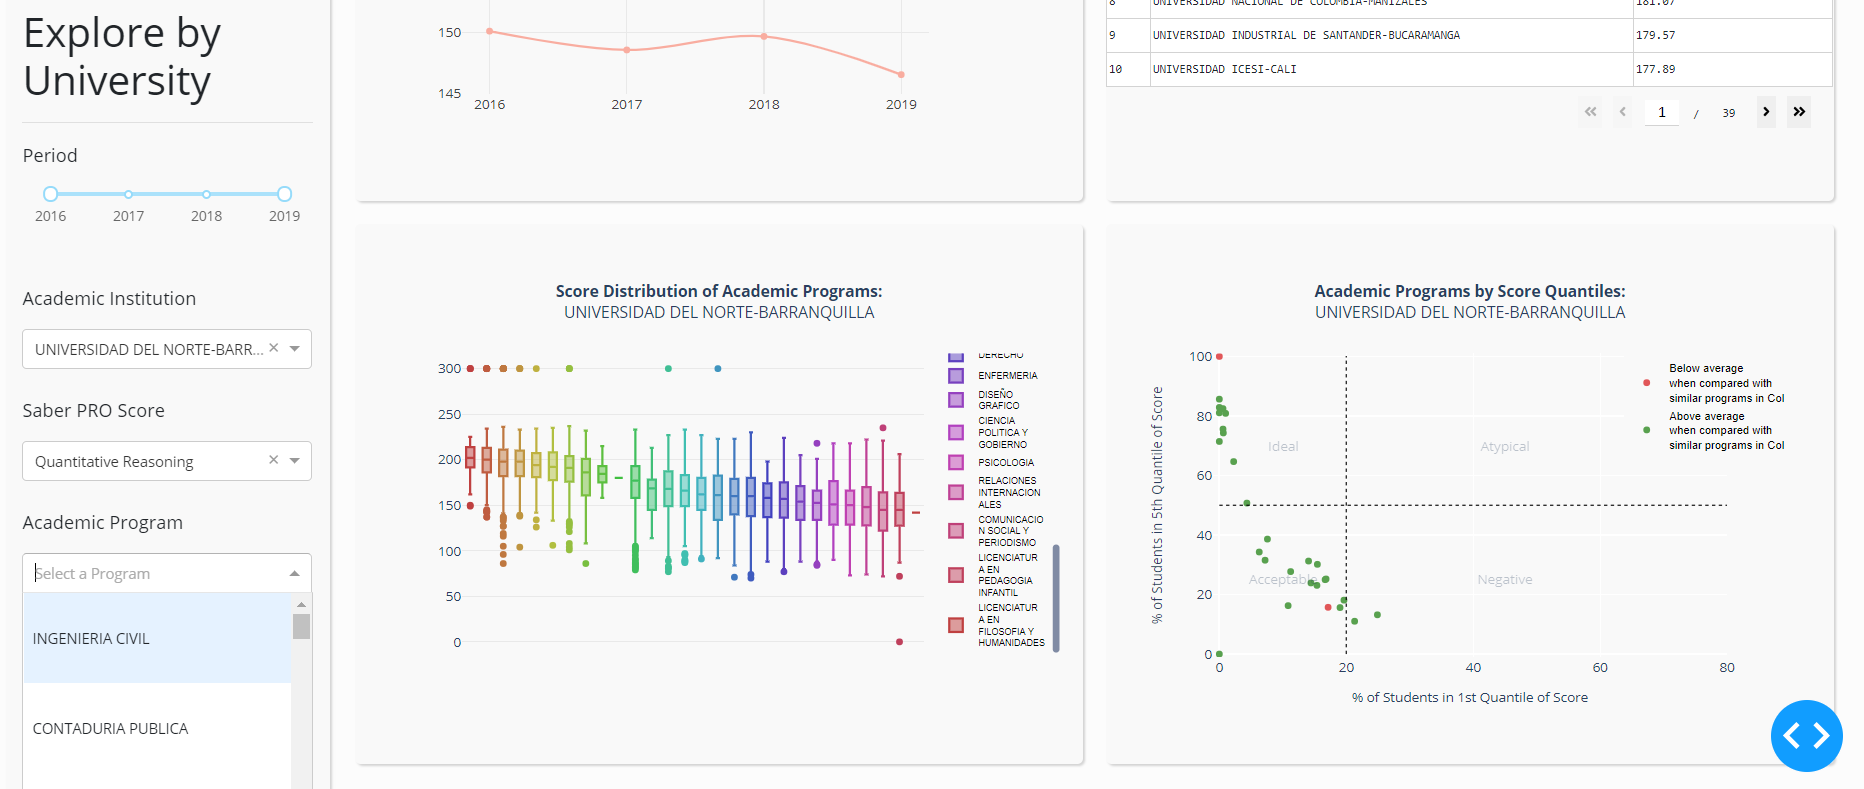 Explore by
University
Period
2016 2017 2018 2019
Academic Institution
UNIVERSIDAD DEL NORTE-BARR...
Saber PRO Score
Quantitative Reasoning
Academic Program
Select a Program
INGENIERIA CIVIL
CONTADURIA PUBLICA
150
145
2016 2017 2018 2019
8 UNIVERSIDAD NACIONAL DE COLOMBIA-MANIZALES 181.07
9 UNIVERSIDAD INDUSTRIAL DE SANTANDER-BUCARAMANGA 179.57
10 UNIVERSIDAD ICESI-CALI 177.89
1 / 39
Score Distribution of Academic Programs:
UNIVERSIDAD DEL NORTE-BARRANQUILLA
300
250
200
150
100
50
0
DERECHO
ENFERMERIA
DISEÑO
GRAFICO
CIENCIA
POLITICA Y
GOBIERNO
PSICOLOGIA
RELACIONES
INTERNACION
ALES
COMUNICACIO
N SOCIAL Y
PERIODISMO
LICENCIATUR
A EN
PEDAGOGIA
INFANTIL
LICENCIATUR
A EN
FILOSOFIA Y
HUMANIDADES
Academic Programs by Score Quantiles:
UNIVERSIDAD DEL NORTE-BARRANQUILLA
% of Students in 5th Quantile of Score
100
80
60
40
20
0
Ideal
Atypical
Acceptable
Negative
Below average
when compared with
similar programs in Col
Above average
when compared with
similar programs in Col
0 20 40 60 80
% of Students in 1st Quantile of Score